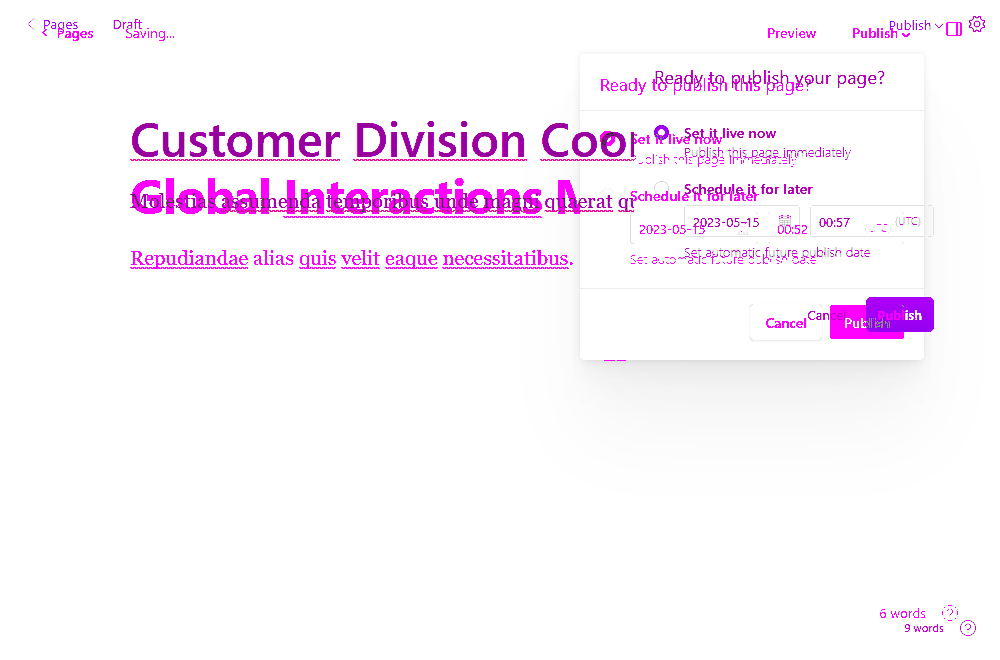 Pages
Draft
Publish
Pages
Saving...
Preview
Publish
Ready to publish your page?
Ready to publish this page?
Customer Division Coor
Set it live now
Set it live now
Publish this page immediately
Publish this page immediately
Global Interactions M
Schedule it for later
Schedule it for later
Molestias assumenda temporibus unde magni quaerat qu
2023-05-15
00:57
(UTC)
2023-05-15
00:52
Set automatic future publish date
Set automatic future publish date
Repudiandae alias quis velit eaque necessitatibus.
Cancel
Publish
Cancel
Publish
6 words
?
9 words
?